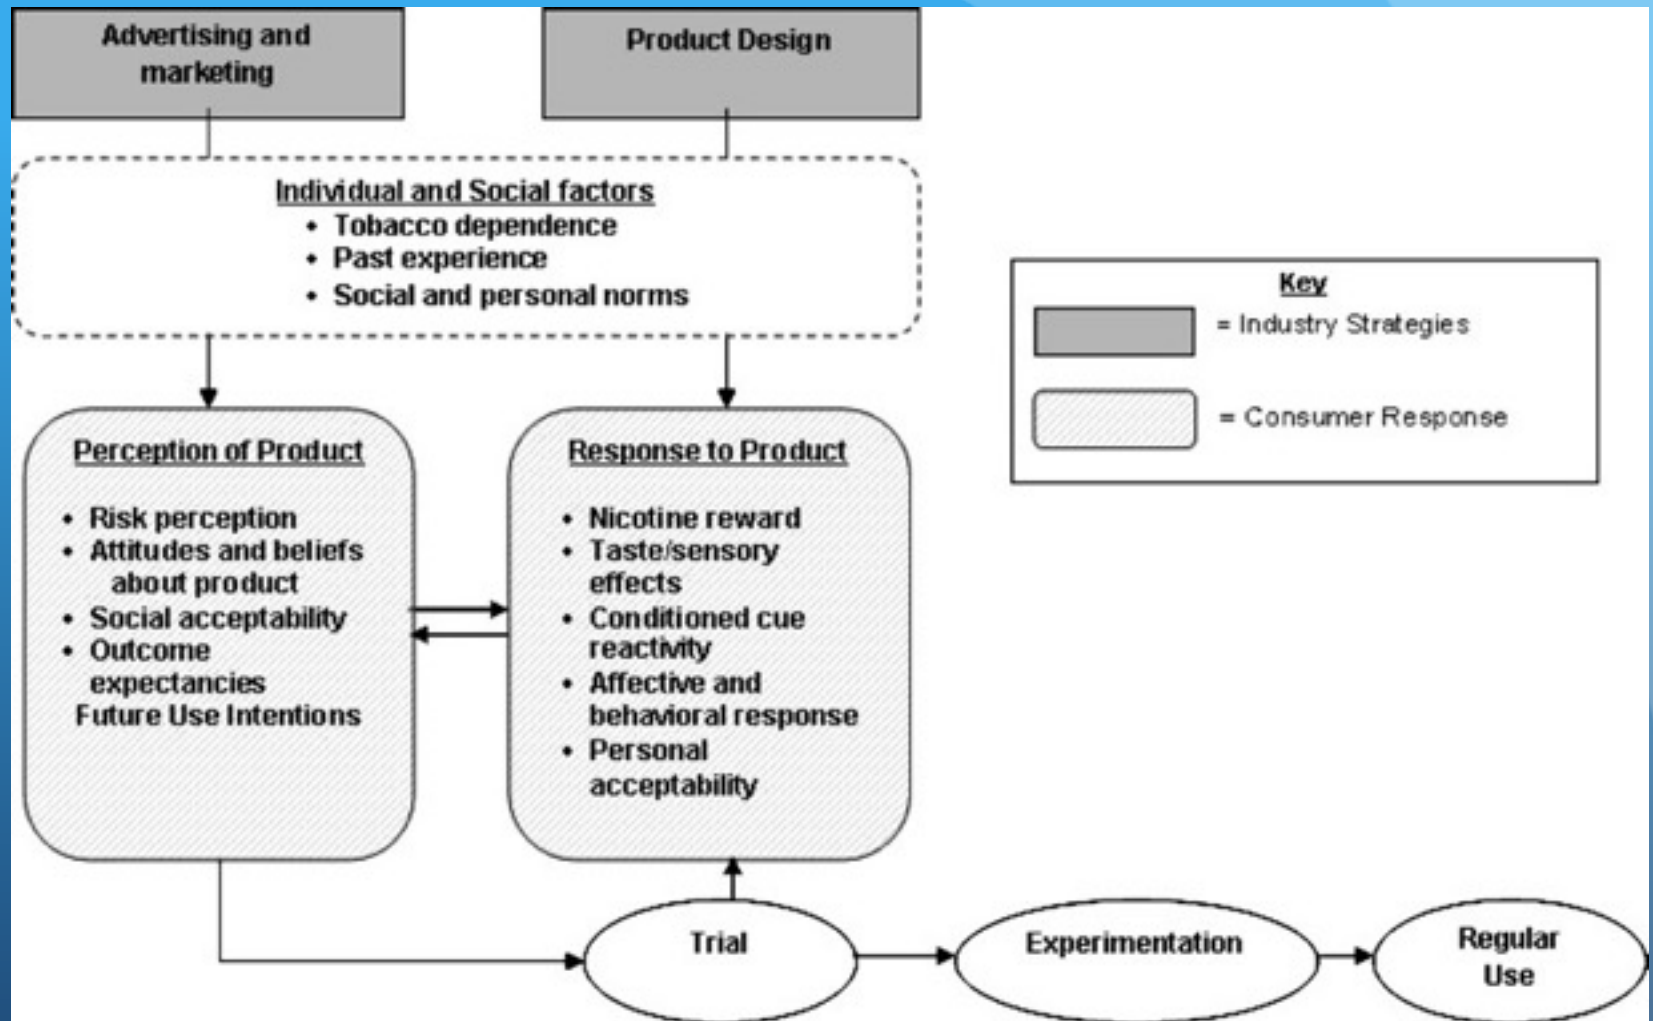 Advertising and
marketing
Product Design
Individual and Social factors
• Tobacco dependence
• Past experience
• Social and personal norms
Key
= Industry Strategies
= Consumer Response
Perception of Product
• Risk perception
• Attitudes and beliefs
about product
• Social acceptability
• Outcome
expectancies
Future Use Intentions
Response to Product
• Nicotine reward
• Taste/sensory
effects
• Conditioned cue
reactivity
• Affective and
behavioral response
• Personal
acceptability
Trial
Experimentation
Regular
Use